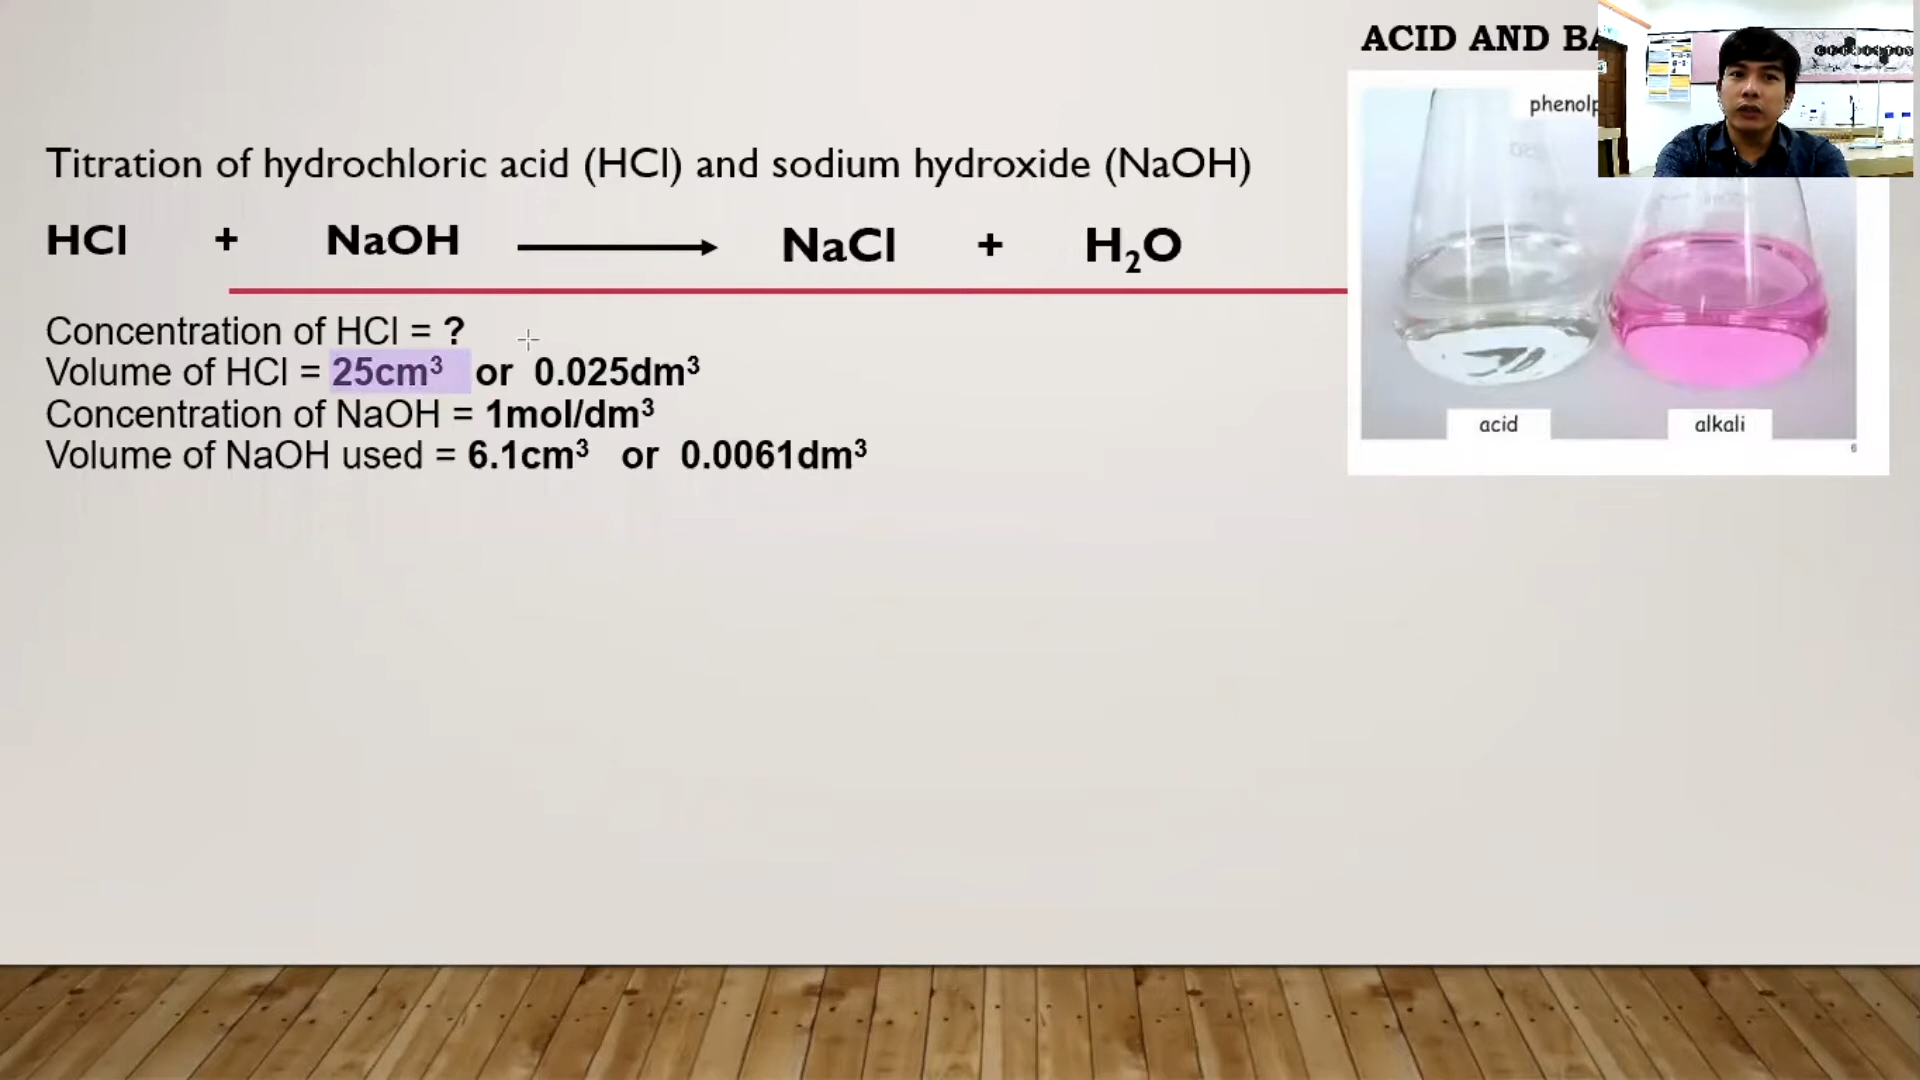 ACID AND
Titration of hydrochloric acid (HCl) and sodium hydroxide (NaOH)
HCl + NaOH ⟶ NaCl + H₂O
Concentration of HCl = ?
Volume of HCl = 25cm³ or 0.025dm³
Concentration of NaOH = 1mol/dm³
Volume of NaOH used = 6.1cm³ or 0.0061dm³
acid
alkali
6